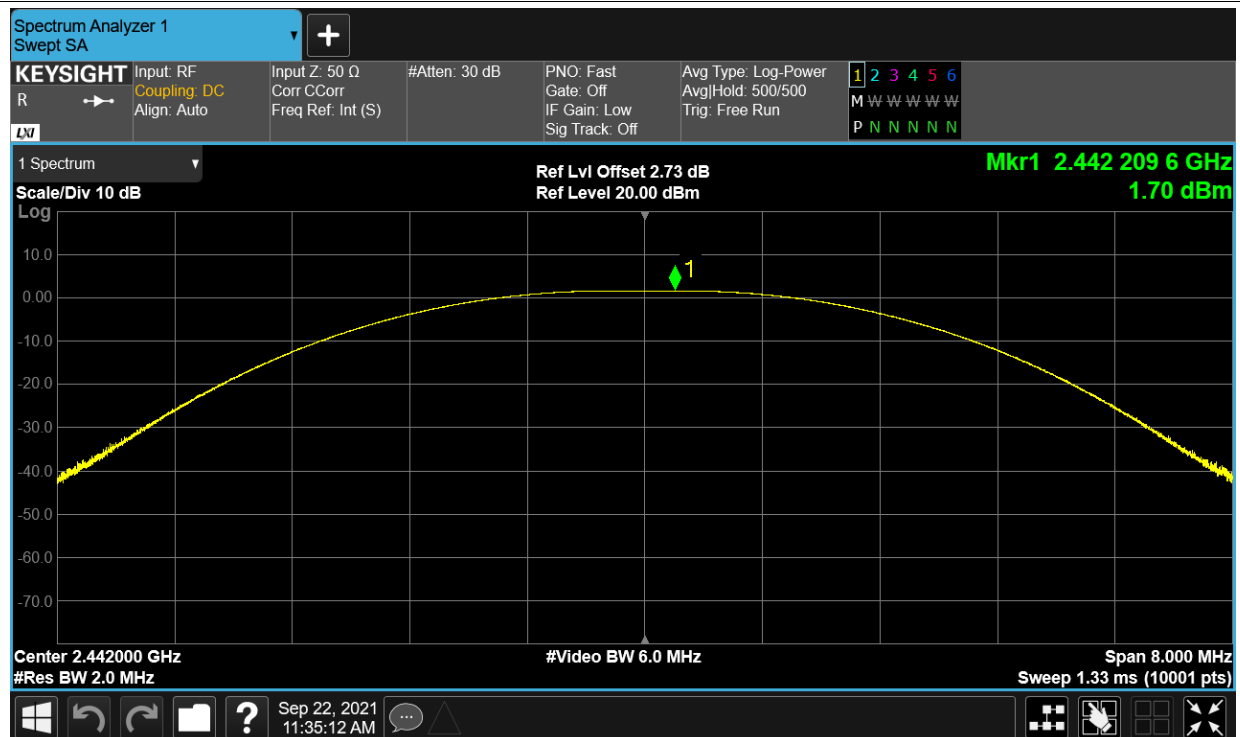 Spectrum Analyzer 1
Swept SA
KEYSIGHT
R
LXI
Input: RF
Coupling: DC
Align: Auto
Input Z: 50 Ω
Corr CCorr
Freq Ref: Int (S)
#Atten: 30 dB
PNO: Fast
Gate: Off
IF Gain: Low
Sig Track: Off
Avg Type: Log-Power
Avg|Hold: 500/500
Trig: Free Run
1 2 3 4 5 6
M W W W W W
P N N N N N
1 Spectrum
Scale/Div 10 dB
Log
Ref Lvl Offset 2.73 dB
Ref Level 20.00 dBm
Mkr1 2.442 209 6 GHz
1.70 dBm
1
10.0
0.00
-10.0
-20.0
-30.0
-40.0
-50.0
-60.0
-70.0
Center 2.442000 GHz
#Res BW 2.0 MHz
#Video BW 6.0 MHz
Span 8.000 MHz
Sweep 1.33 ms (10001 pts)
?
Sep 22, 2021
11:35:12 AM